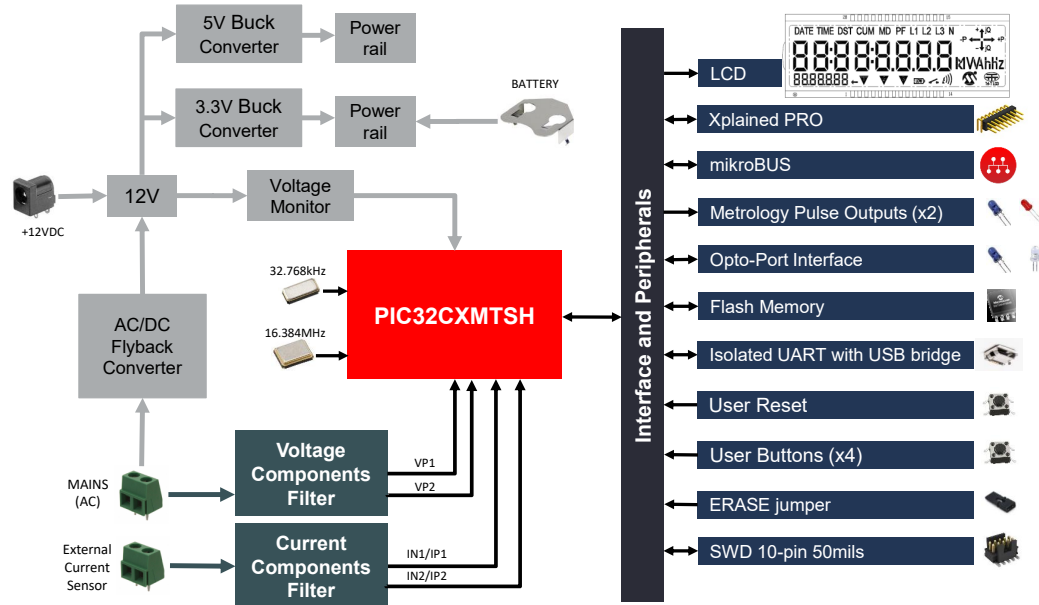 5V Buck
Converter
Power
rail
3.3V Buck
Converter
Power
rail
BATTERY
12V
+12VDC
Voltage
Monitor
AC/DC
Flyback
Converter
32.768kHz
16.384MHz
PIC32CXMTSH
MAINS
(AC)
Voltage
Components
Filter
VP1
VP2
External
Current
Sensor
Current
Components
Filter
IN1/IP1
IN2/IP2
Interface and Peripherals
LCD
DATE TIME DST CUM MD PF L1 L2 L3 N
+jQ
-P
+P
-jQ
MVAhHz
Xplained PRO
mikroBUS
Metrology Pulse Outputs (x2)
Opto-Port Interface
Flash Memory
Isolated UART with USB bridge
User Reset
User Buttons (x4)
ERASE jumper
SWD 10-pin 50mils